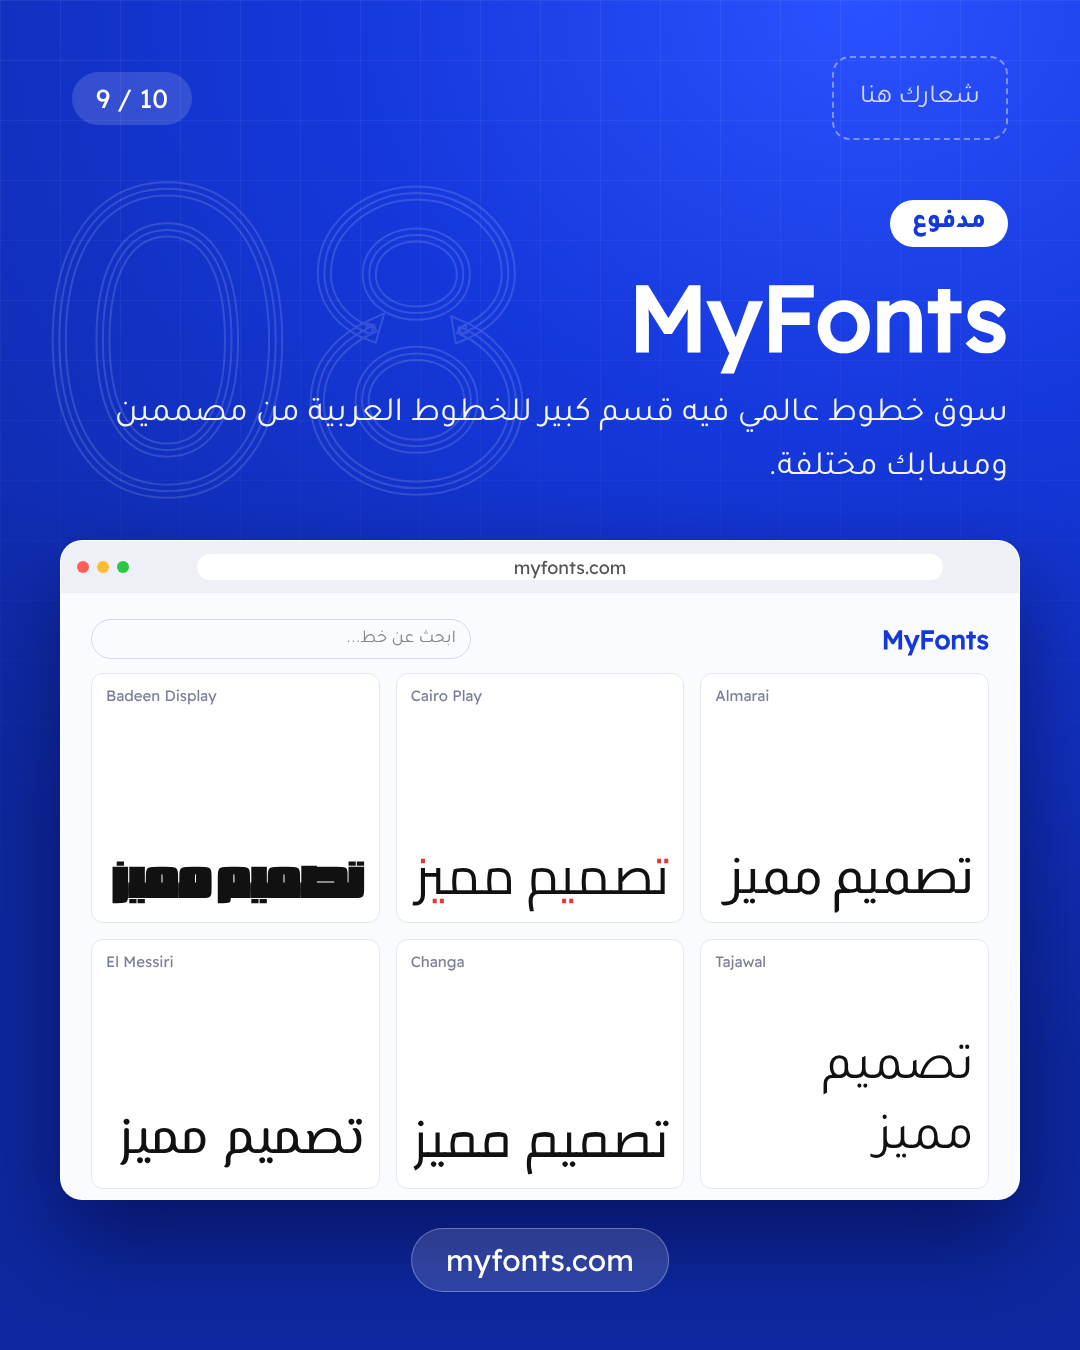 شعارك هنا
9 / 10
08
مدفوع
MyFonts
سوق خطوط عالمي فيه قسم كبير للخطوط العربية من مصممين
ومسابك مختلفة.
myfonts.com
MyFonts
ابحث عن خط...
Almarai
تصميم مميز
Cairo Play
تصميم مميز
Badeen Display
تصميم مميز
Tajawal
تصميم
مميز
Changa
تصميم مميز
El Messiri
تصميم مميز
myfonts.com